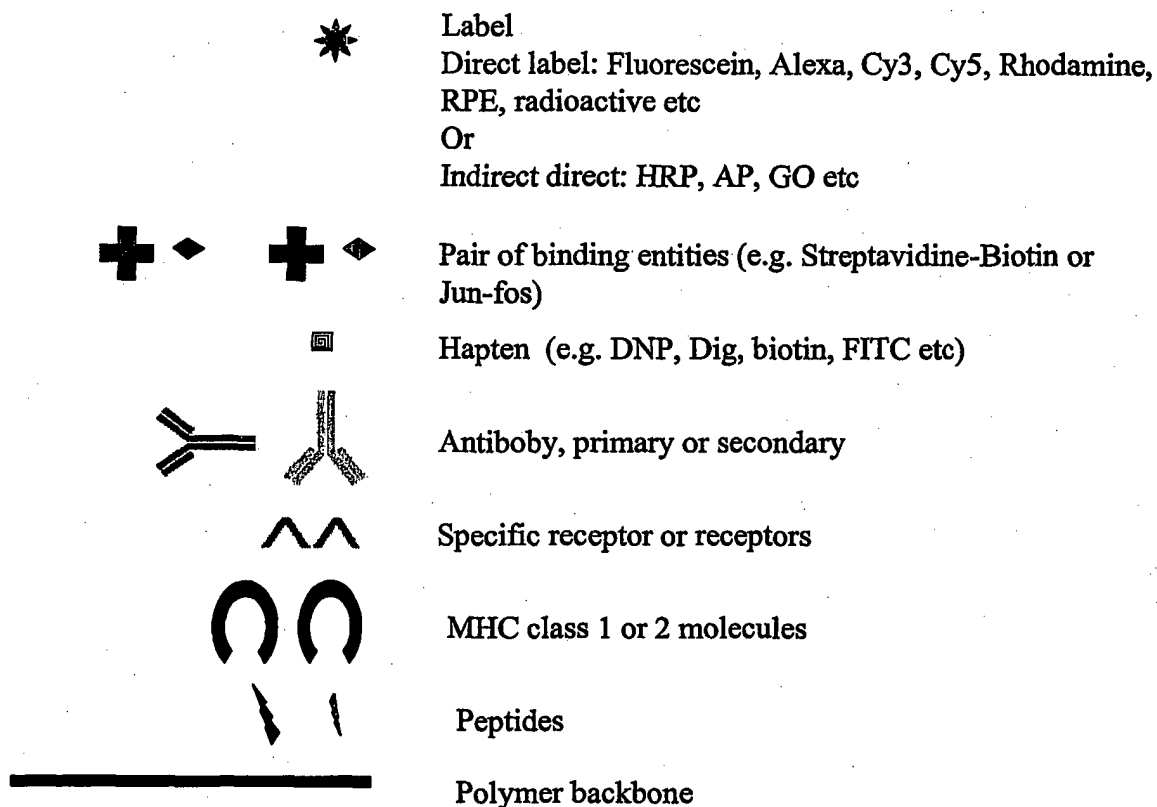 Label
Direct label: Fluorescein, Alexa, Cy3, Cy5, Rhodamine,
RPE, radioactive etc
Or
Indirect direct: HRP, AP, GO etc
Pair of binding entities (e.g. Streptavidine-Biotin or
Jun-fos)
Hapten (e.g. DNP, Dig, biotin, FITC etc)
Antiboby, primary or secondary
Specific receptor or receptors
MHC class 1 or 2 molecules
Peptides
Polymer backbone